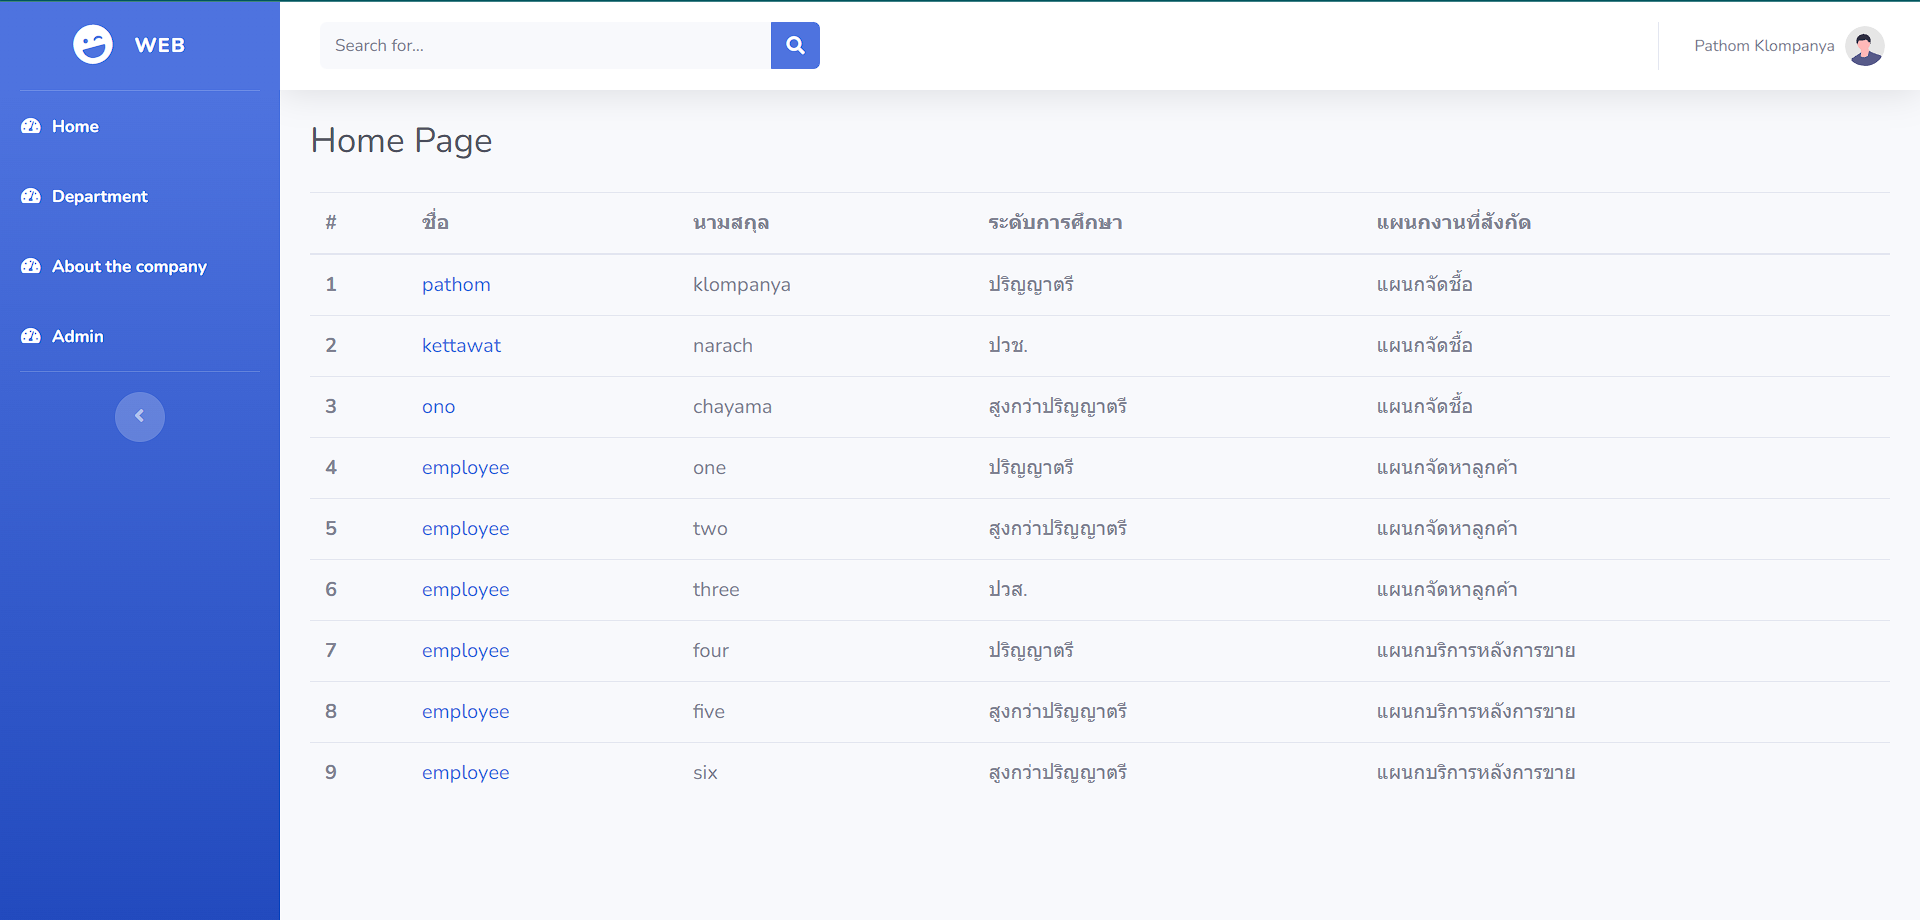 WEB
Search for...
Pathom Klompanya
Home
Department
About the company
Admin
Home Page
# ชื่อ นามสกุล ระดับการศึกษา แผนกงานที่สังกัด
1 pathom klompanya ปริญญาตรี แผนกจัดซื้อ
2 kettawat narach ปวช. แผนกจัดซื้อ
3 ono chayama สูงกว่าปริญญาตรี แผนกจัดซื้อ
4 employee one ปริญญาตรี แผนกจัดหาลูกค้า
5 employee two สูงกว่าปริญญาตรี แผนกจัดหาลูกค้า
6 employee three ปวส. แผนกจัดหาลูกค้า
7 employee four ปริญญาตรี แผนกบริการหลังการขาย
8 employee five สูงกว่าปริญญาตรี แผนกบริการหลังการขาย
9 employee six สูงกว่าปริญญาตรี แผนกบริการหลังการขาย